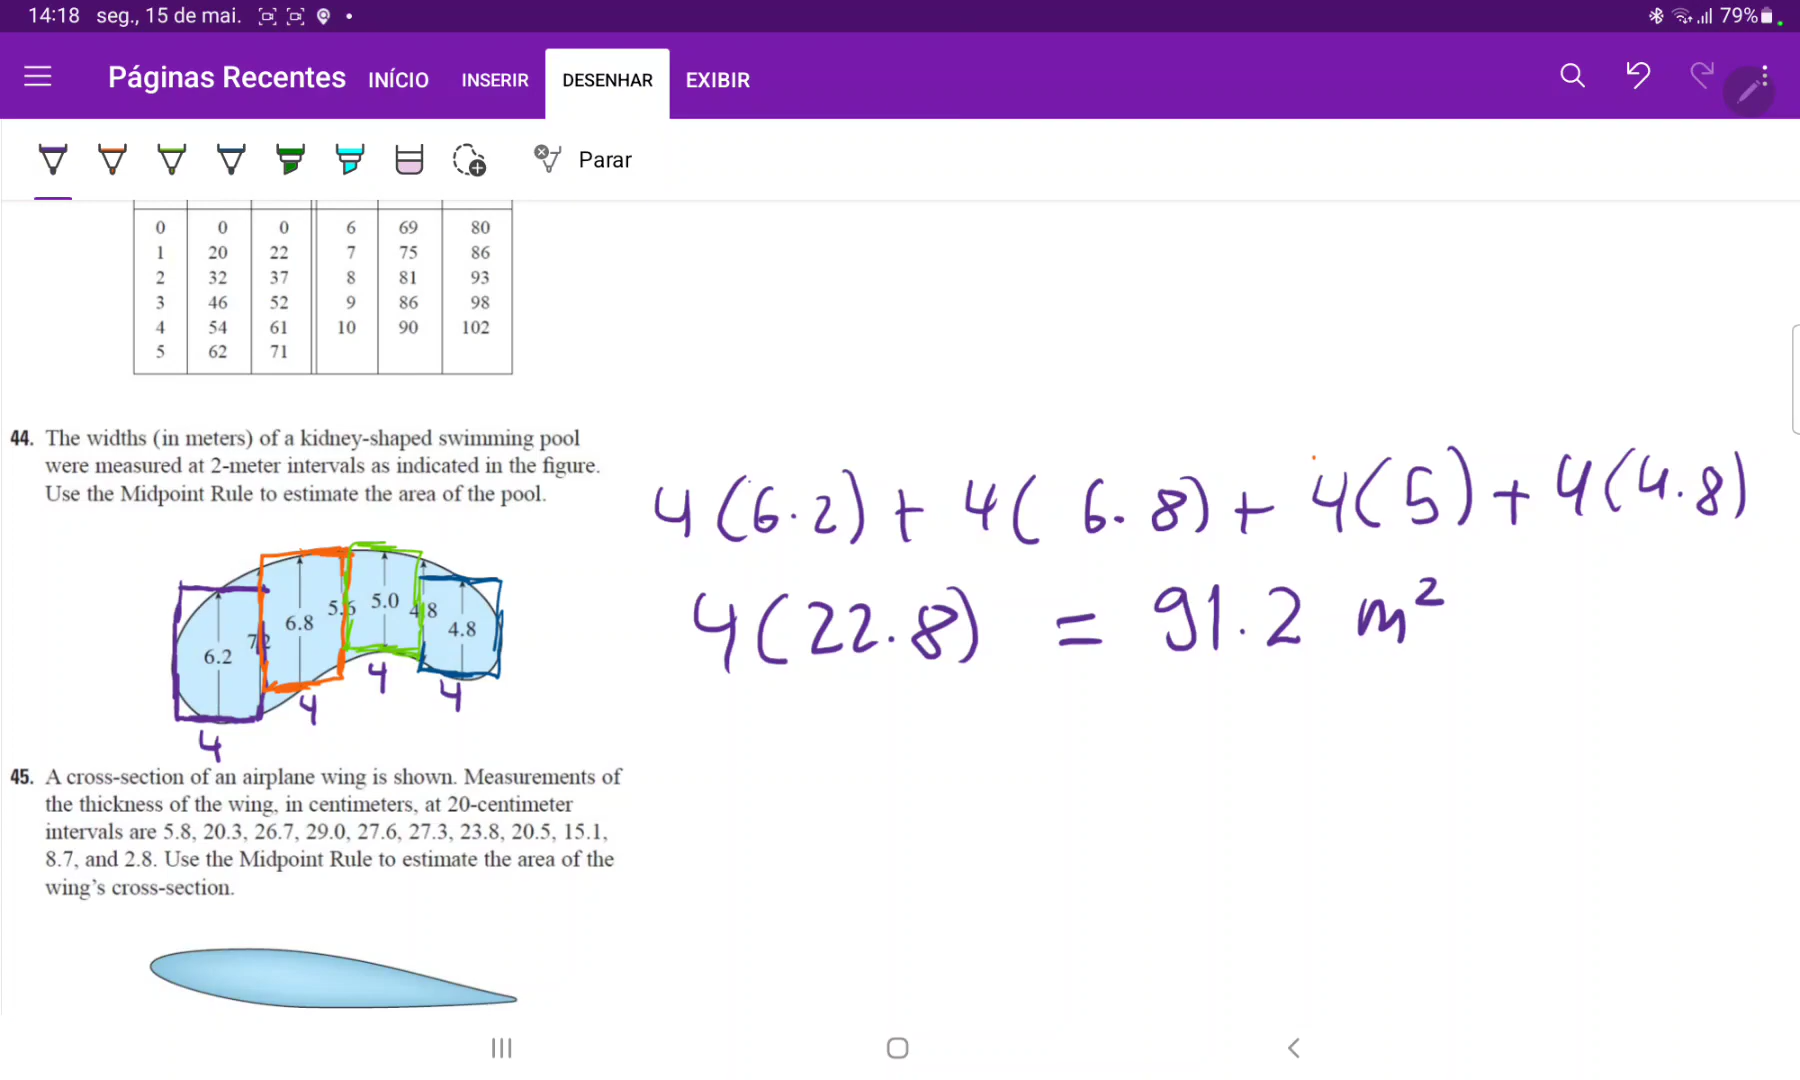 14:18 seg., 15 de mai. 79%
Páginas Recentes INÍCIO INSERIR DESENHAR EXIBIR
Parar
0 0 0 6 69 80
1 20 22 7 75 86
2 32 37 8 81 93
3 46 52 9 86 98
4 54 61 10 90 102
5 62 71
44. The widths (in meters) of a kidney-shaped swimming pool
were measured at 2-meter intervals as indicated in the figure.
Use the Midpoint Rule to estimate the area of the pool.
4(6.2) + 4(6.8) + 4(5) + 4(4.8)
4(22.8) = 91.2 m²
6.2 7.2 6.8 5.6 5.0 4.8 4.8
4 4 4 4
45. A cross-section of an airplane wing is shown. Measurements of
the thickness of the wing, in centimeters, at 20-centimeter
intervals are 5.8, 20.3, 26.7, 29.0, 27.6, 27.3, 23.8, 20.5, 15.1,
8.7, and 2.8. Use the Midpoint Rule to estimate the area of the
wing’s cross-section.